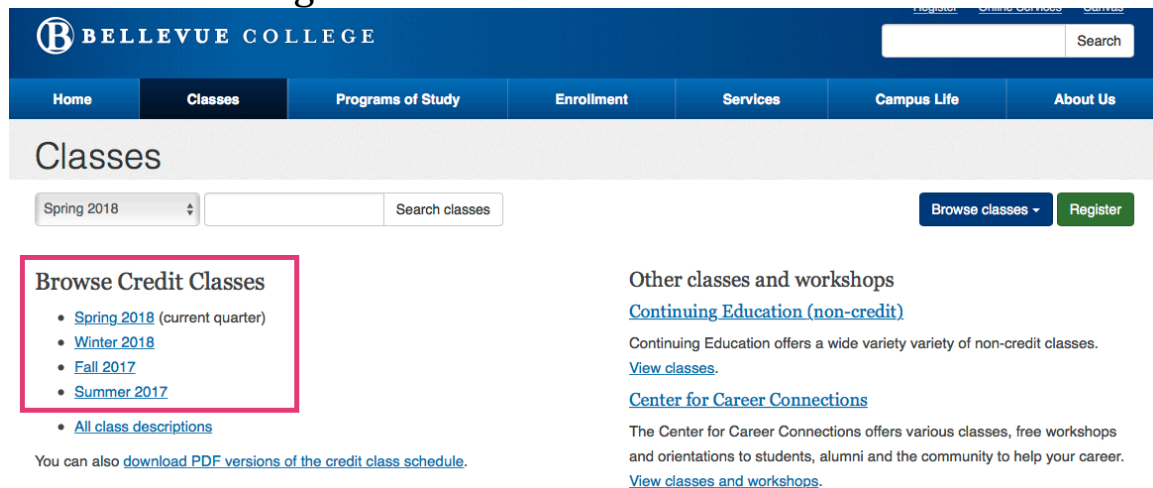 Register Online Services Canvas
B BELLEVUE COLLEGE
Search
Home Classes Programs of Study Enrollment Services Campus Life About Us
Classes
Spring 2018 Search classes Browse classes Register
Browse Credit Classes
• Spring 2018 (current quarter)
• Winter 2018
• Fall 2017
• Summer 2017
• All class descriptions
You can also download PDF versions of the credit class schedule.
Other classes and workshops
Continuing Education (non-credit)
Continuing Education offers a wide variety variety of non-credit classes.
View classes.
Center for Career Connections
The Center for Career Connections offers various classes, free workshops
and orientations to students, alumni and the community to help your career.
View classes and workshops.